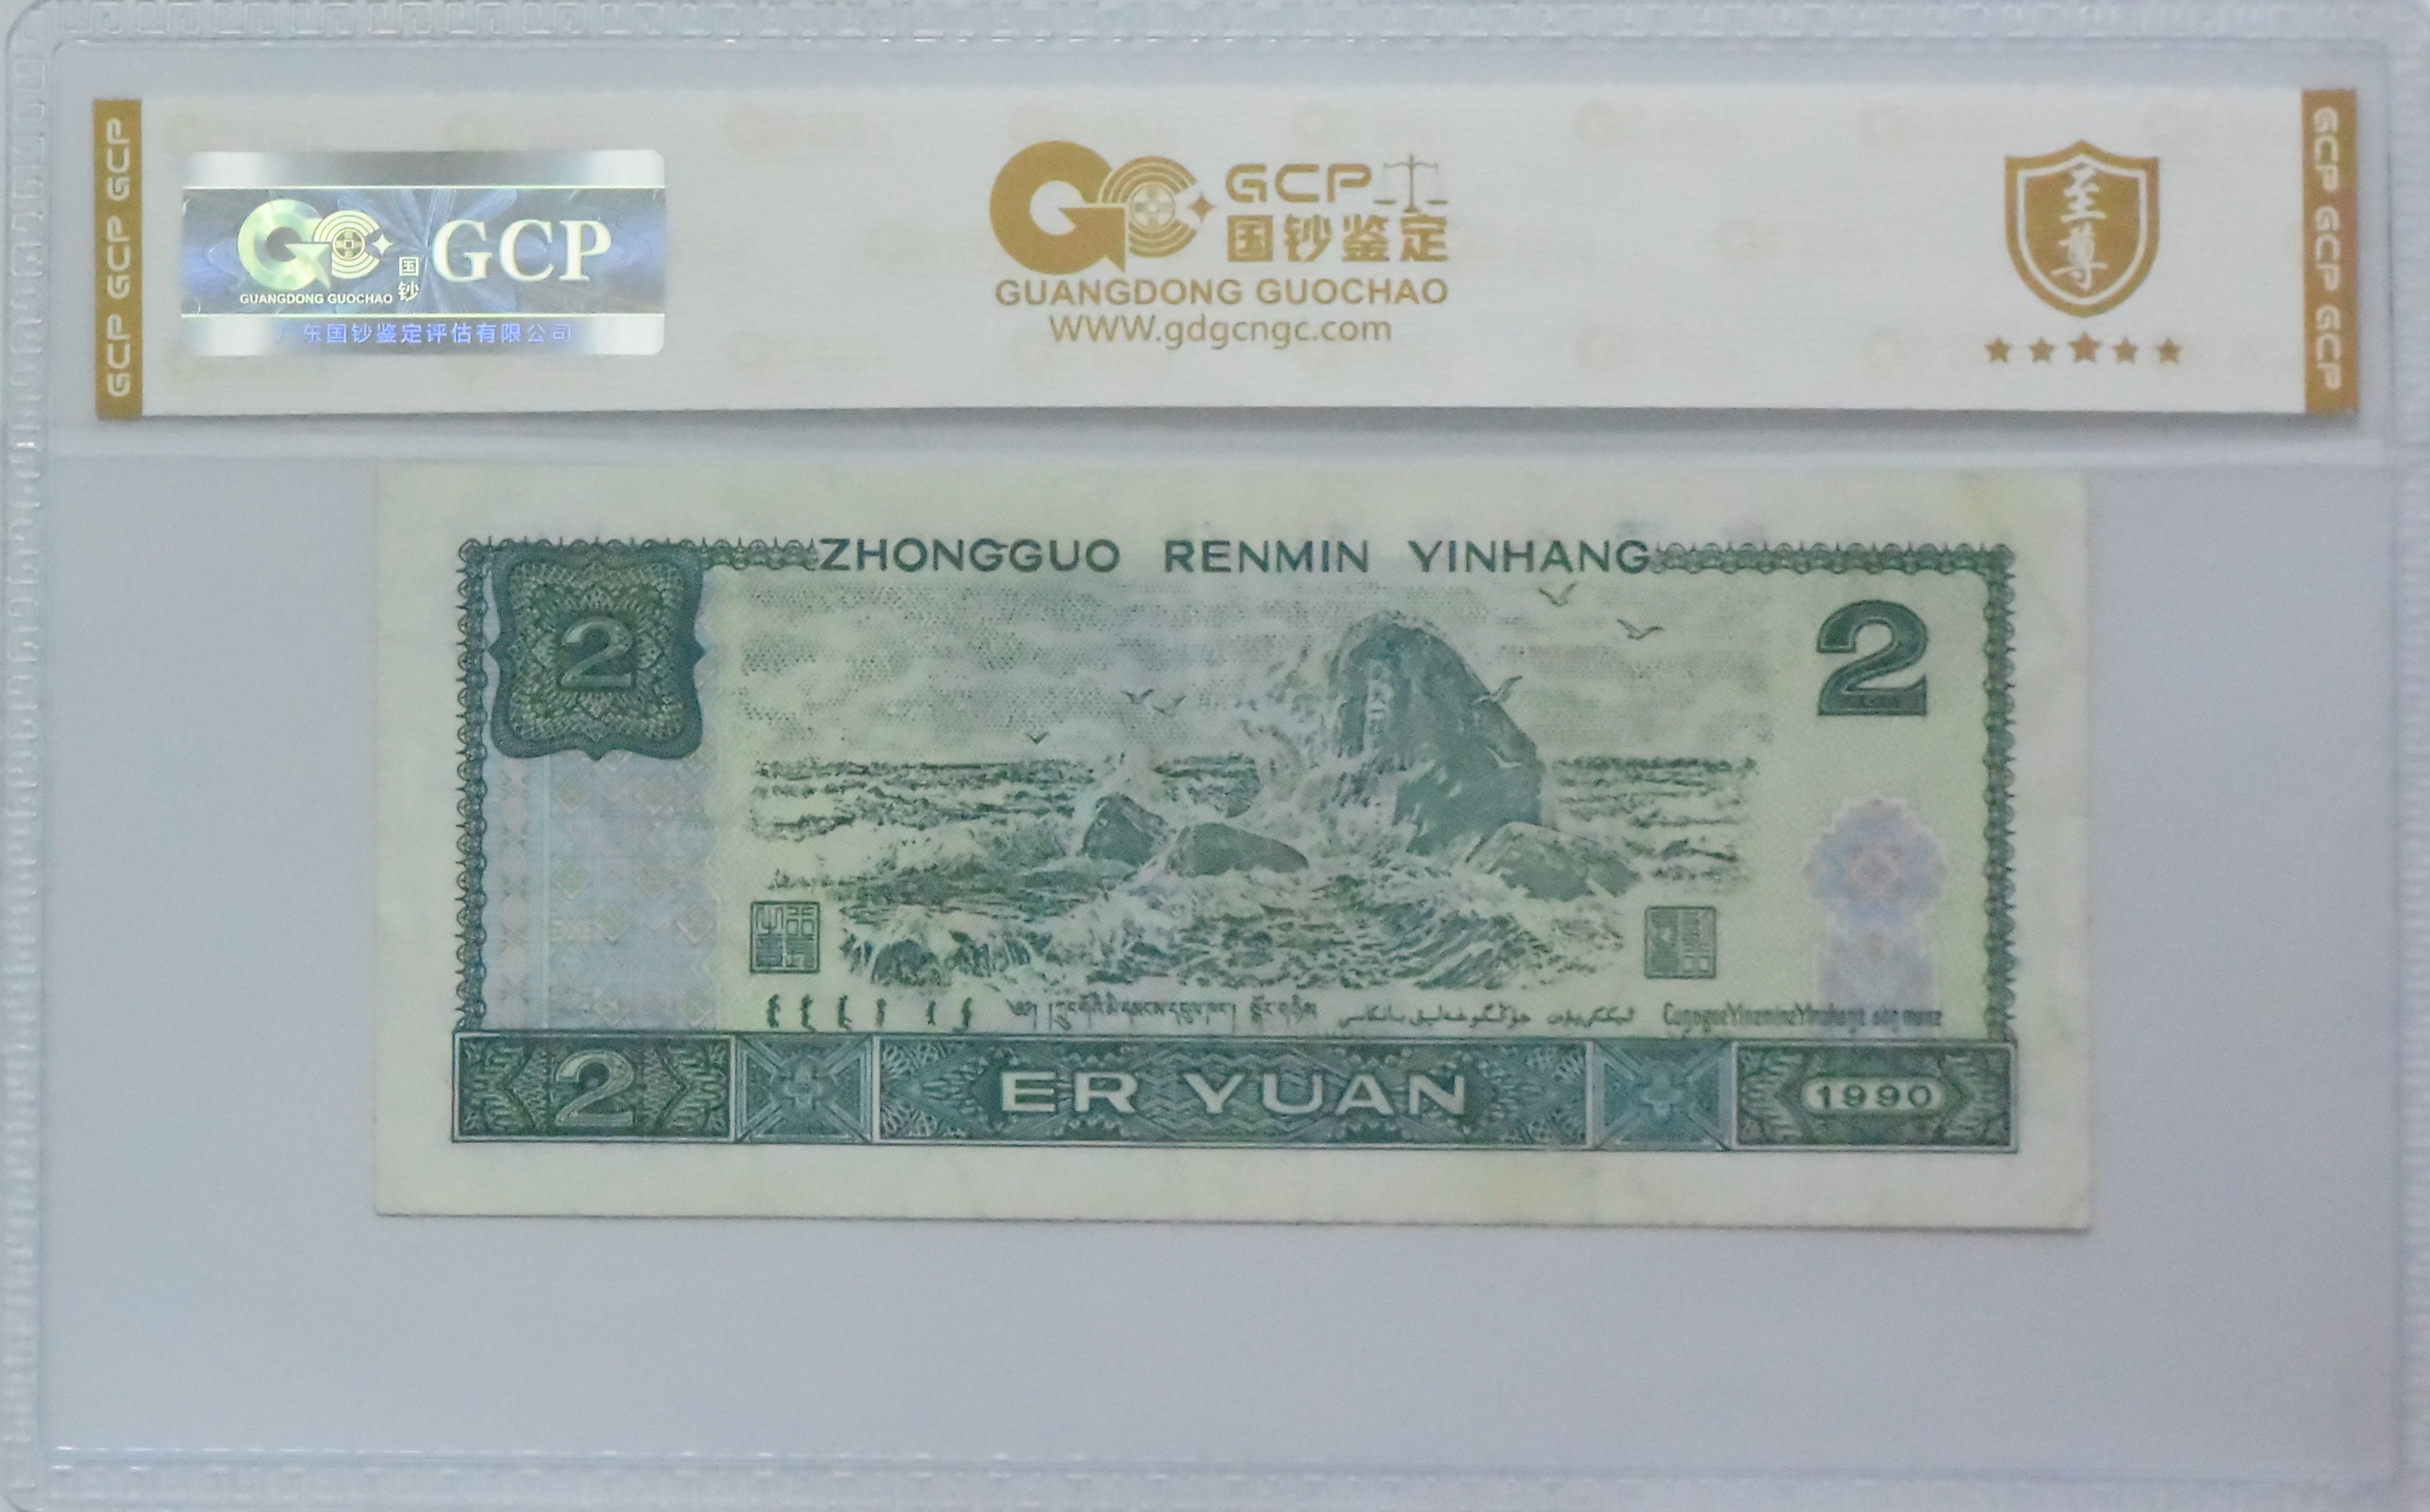 GCP GCP GCP
GCP
国钞
GUANGDONG GUOCHAO
广东国钞鉴定评估有限公司
GCP
国钞鉴定
GUANGDONG GUOCHAO
WWW.gdgcngc.com
至尊
GCP GCP GCP
ZHONGGUO RENMIN YINHANG
2
2
2
ER YUAN
1990